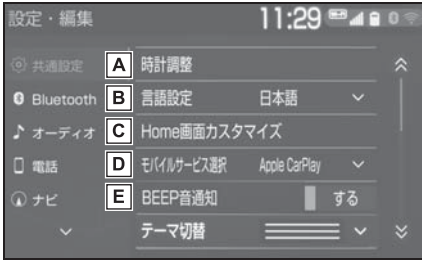 設定・編集 11:29
共通設定 A 時計調整
Bluetooth B 言語設定 日本語
オーディオ C Home画面カスタマイズ
電話 D モバイルサービス選択 Apple CarPlay
ナビ E BEEP音通知 する
テーマ切替